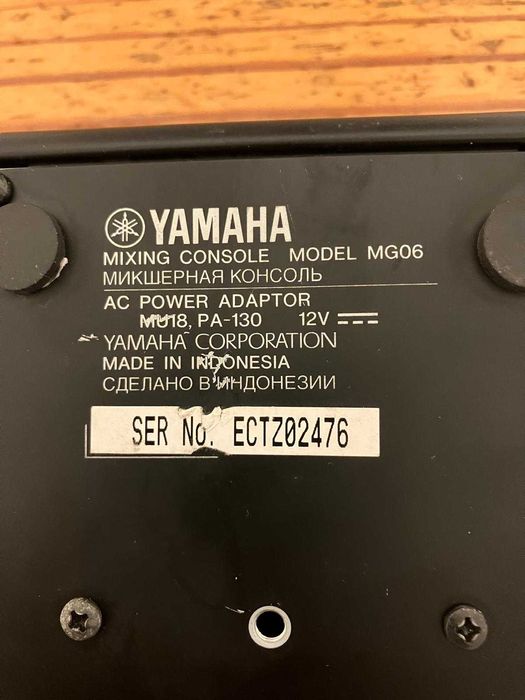 YAMAHA
MIXING CONSOLE MODEL MG06
МИКШЕРНАЯ КОНСОЛЬ
AC POWER ADAPTOR
MU18, PA-130 12V
YAMAHA CORPORATION
MADE IN INDONESIA
СДЕЛАНО В ИНДОНЕЗИИ
SER No. ECTZ02476